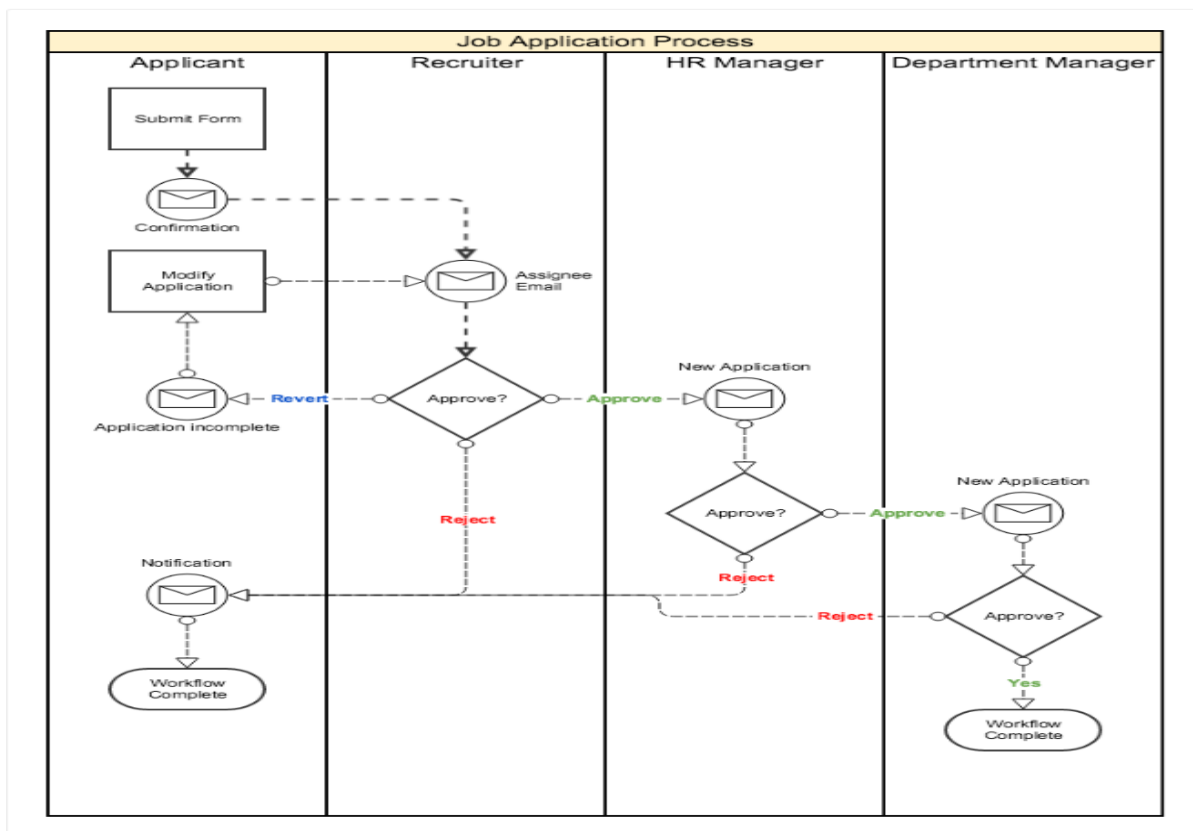 Job Application Process
Applicant
Recruiter
HR Manager
Department Manager
Submit Form
Confirmation
Modify
Application
Assignee
Email
New Application
Revert
Approve?
Approve
Application incomplete
New Application
Approve?
Approve
Reject
Notification
Reject
Reject
Approve?
Workflow
Complete
Yes
Workflow
Complete